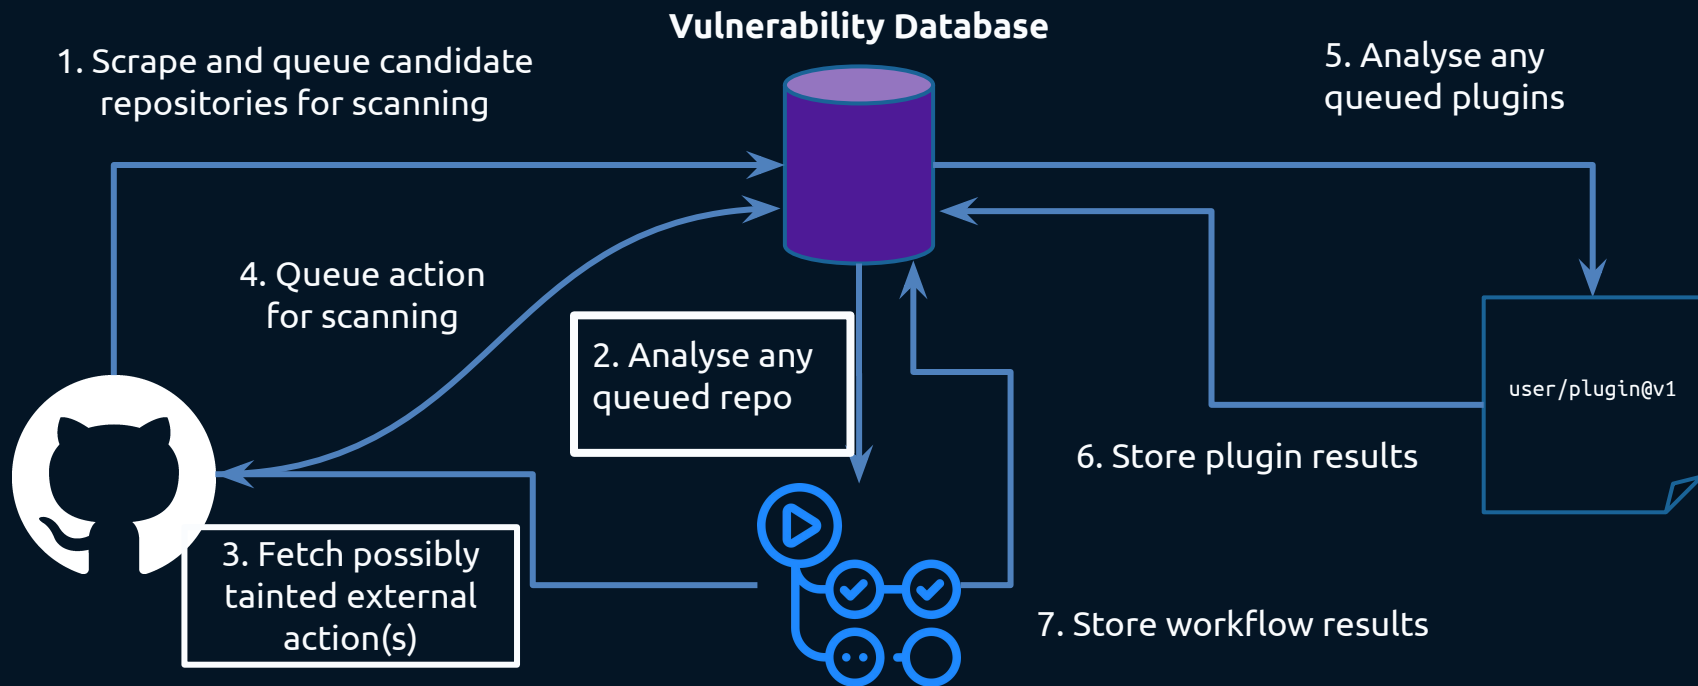 Vulnerability Database
1. Scrape and queue candidate
repositories for scanning
5. Analyse any
queued plugins
4. Queue action
for scanning
2. Analyse any
queued repo
user/plugin@v1
6. Store plugin results
3. Fetch possibly
tainted external
action(s)
7. Store workflow results